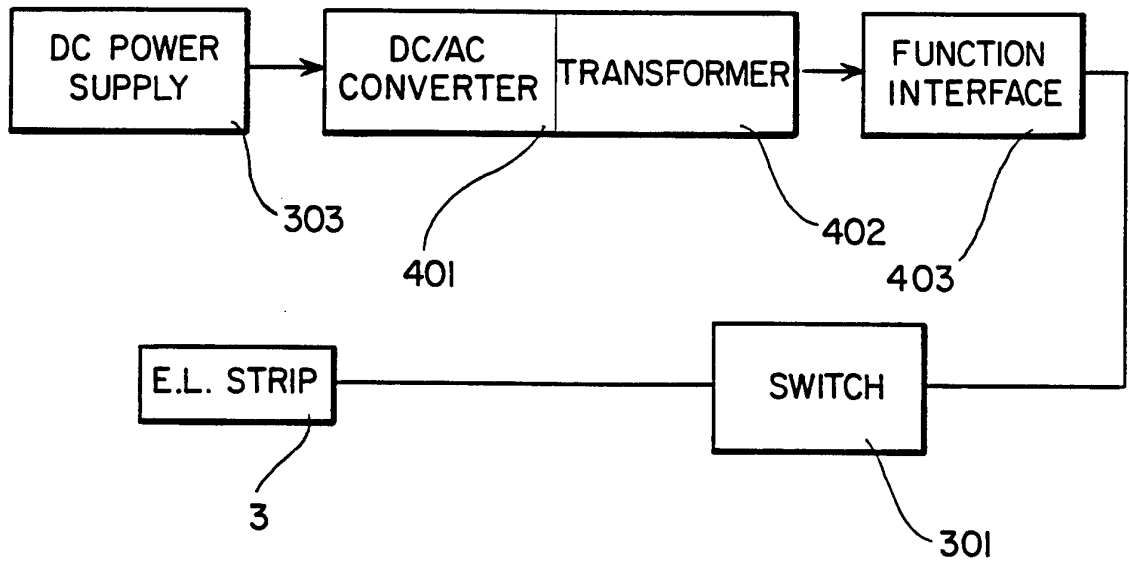 DC POWER
SUPPLY
DC/AC
CONVERTER
TRANSFORMER
FUNCTION
INTERFACE
303
401
402
403
E.L. STRIP
SWITCH
3
301